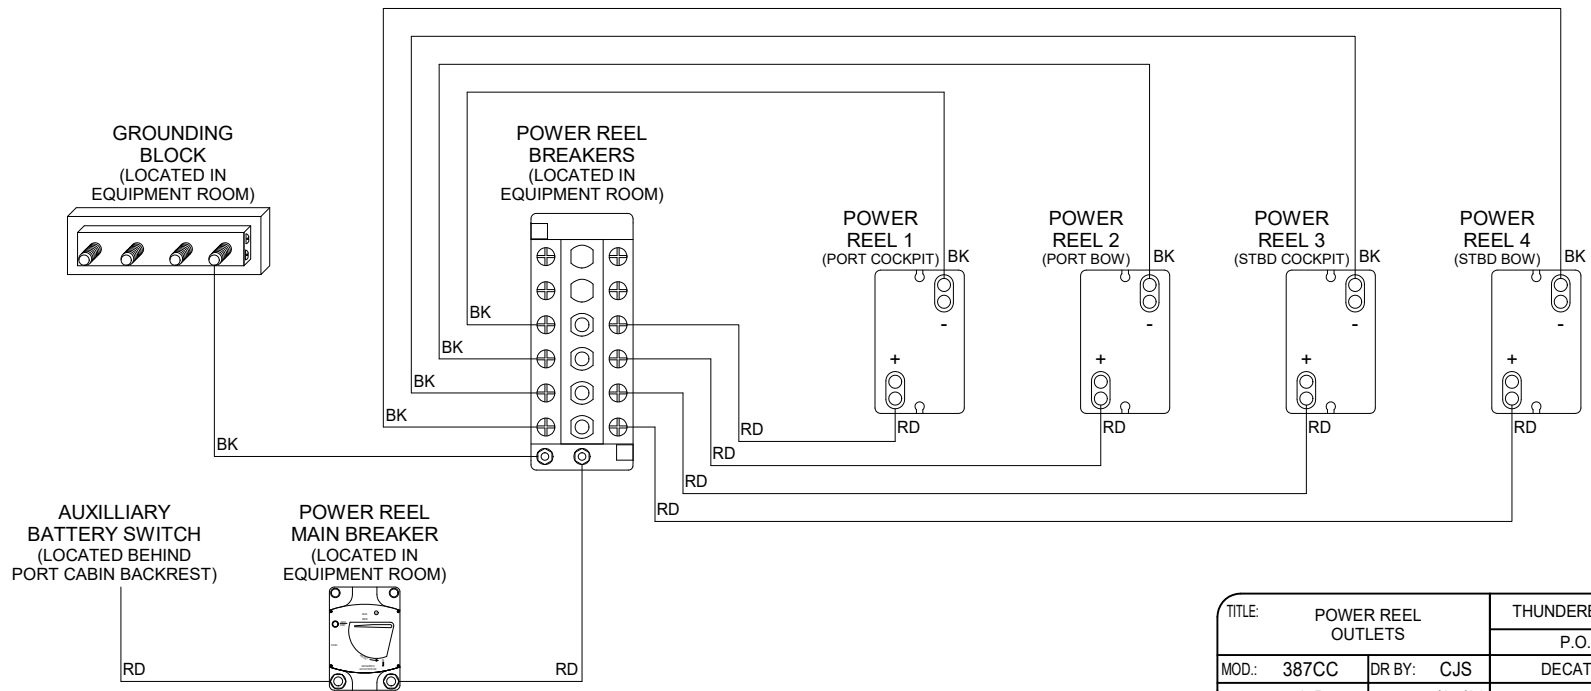 GROUNDING
BLOCK
(LOCATED IN
EQUIPMENT ROOM)
POWER REEL
BREAKERS
(LOCATED IN
EQUIPMENT ROOM)
POWER
REEL 1
(PORT COCKPIT)
BK
-
+
RD
POWER
REEL 2
(PORT BOW)
BK
-
+
RD
POWER
REEL 3
(STBD COCKPIT)
BK
-
+
RD
POWER
REEL 4
(STBD BOW)
BK
-
+
RD
BK
BK
BK
BK
BK
RD
RD
RD
RD
AUXILLIARY
BATTERY SWITCH
(LOCATED BEHIND
PORT CABIN BACKREST)
POWER REEL
MAIN BREAKER
(LOCATED IN
EQUIPMENT ROOM)
RD
RD
TITLE: POWER REEL
OUTLETS
P.O.
MOD.: 387CC DR BY: CJS